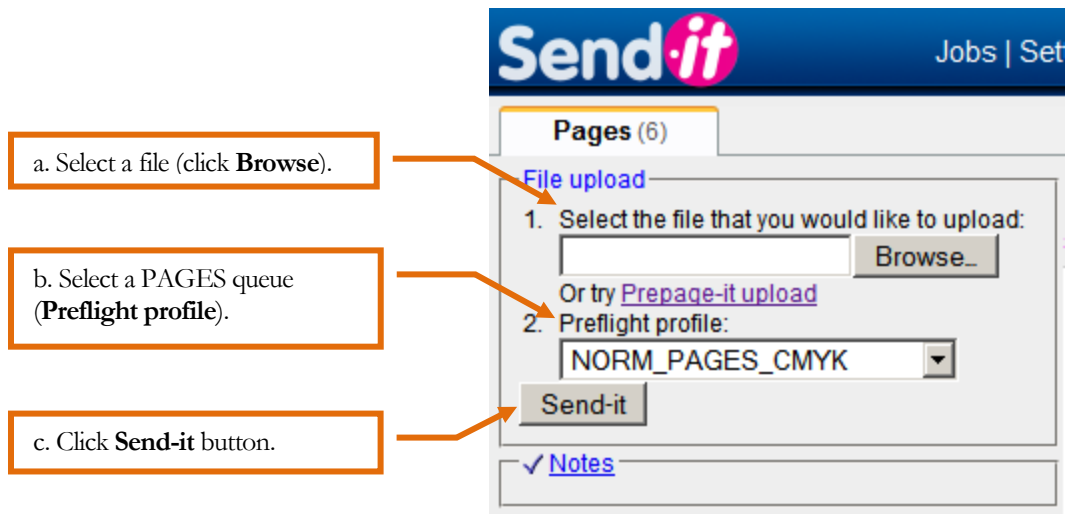 Send-it
Jobs | Set
Pages (6)
a. Select a file (click Browse).
File upload
1. Select the file that you would like to upload:
Browse...
b. Select a PAGES queue
(Preflight profile).
Or try Prepage-it upload
2. Preflight profile:
NORM_PAGES_CMYK
Send-it
c. Click Send-it button.
✓ Notes